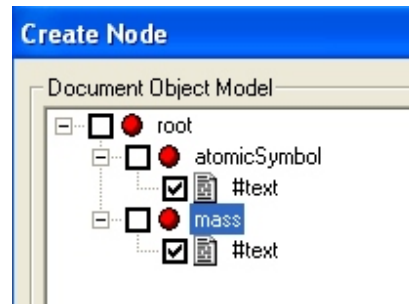 Create Node
Document Object Model
root
atomicSymbol
#text
mass
#text